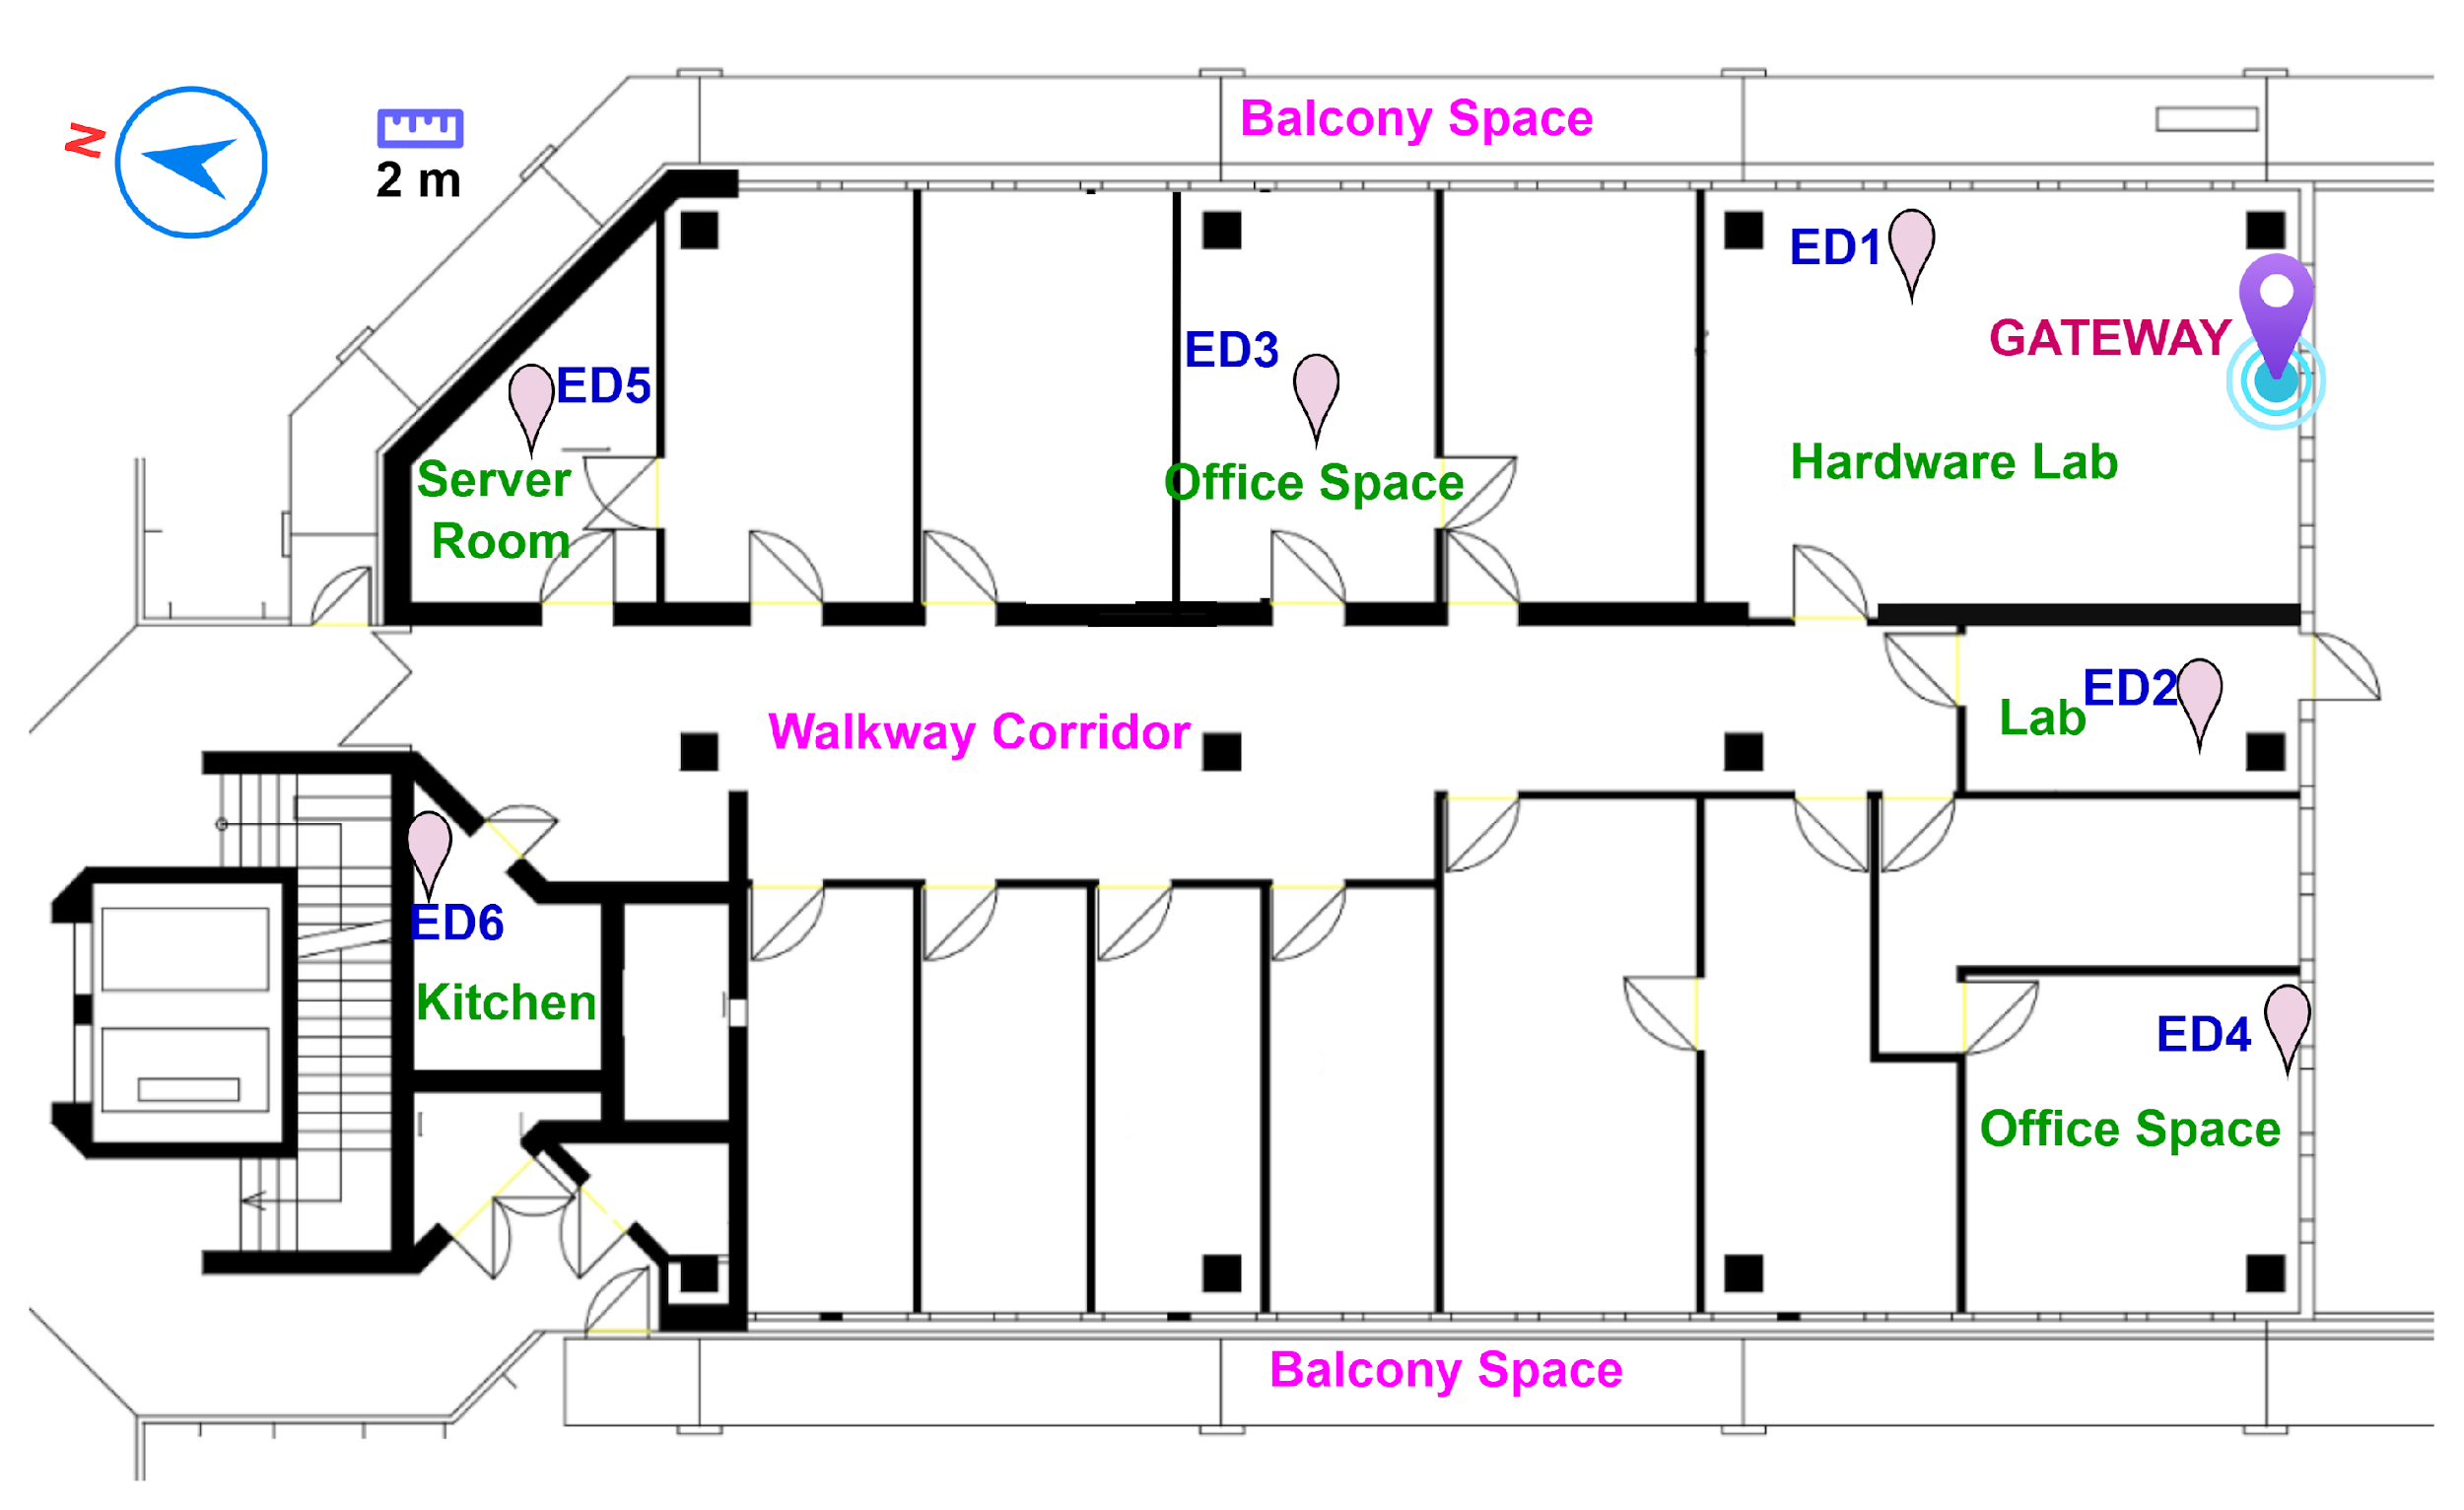 Balcony Space
N
2 m
ED1
GATEWAY
ED3
ED5
Hardware Lab
Server
Room
Office Space
ED2
Lab
Walkway Corridor
ED6
Kitchen
ED4
Office Space
Balcony Space